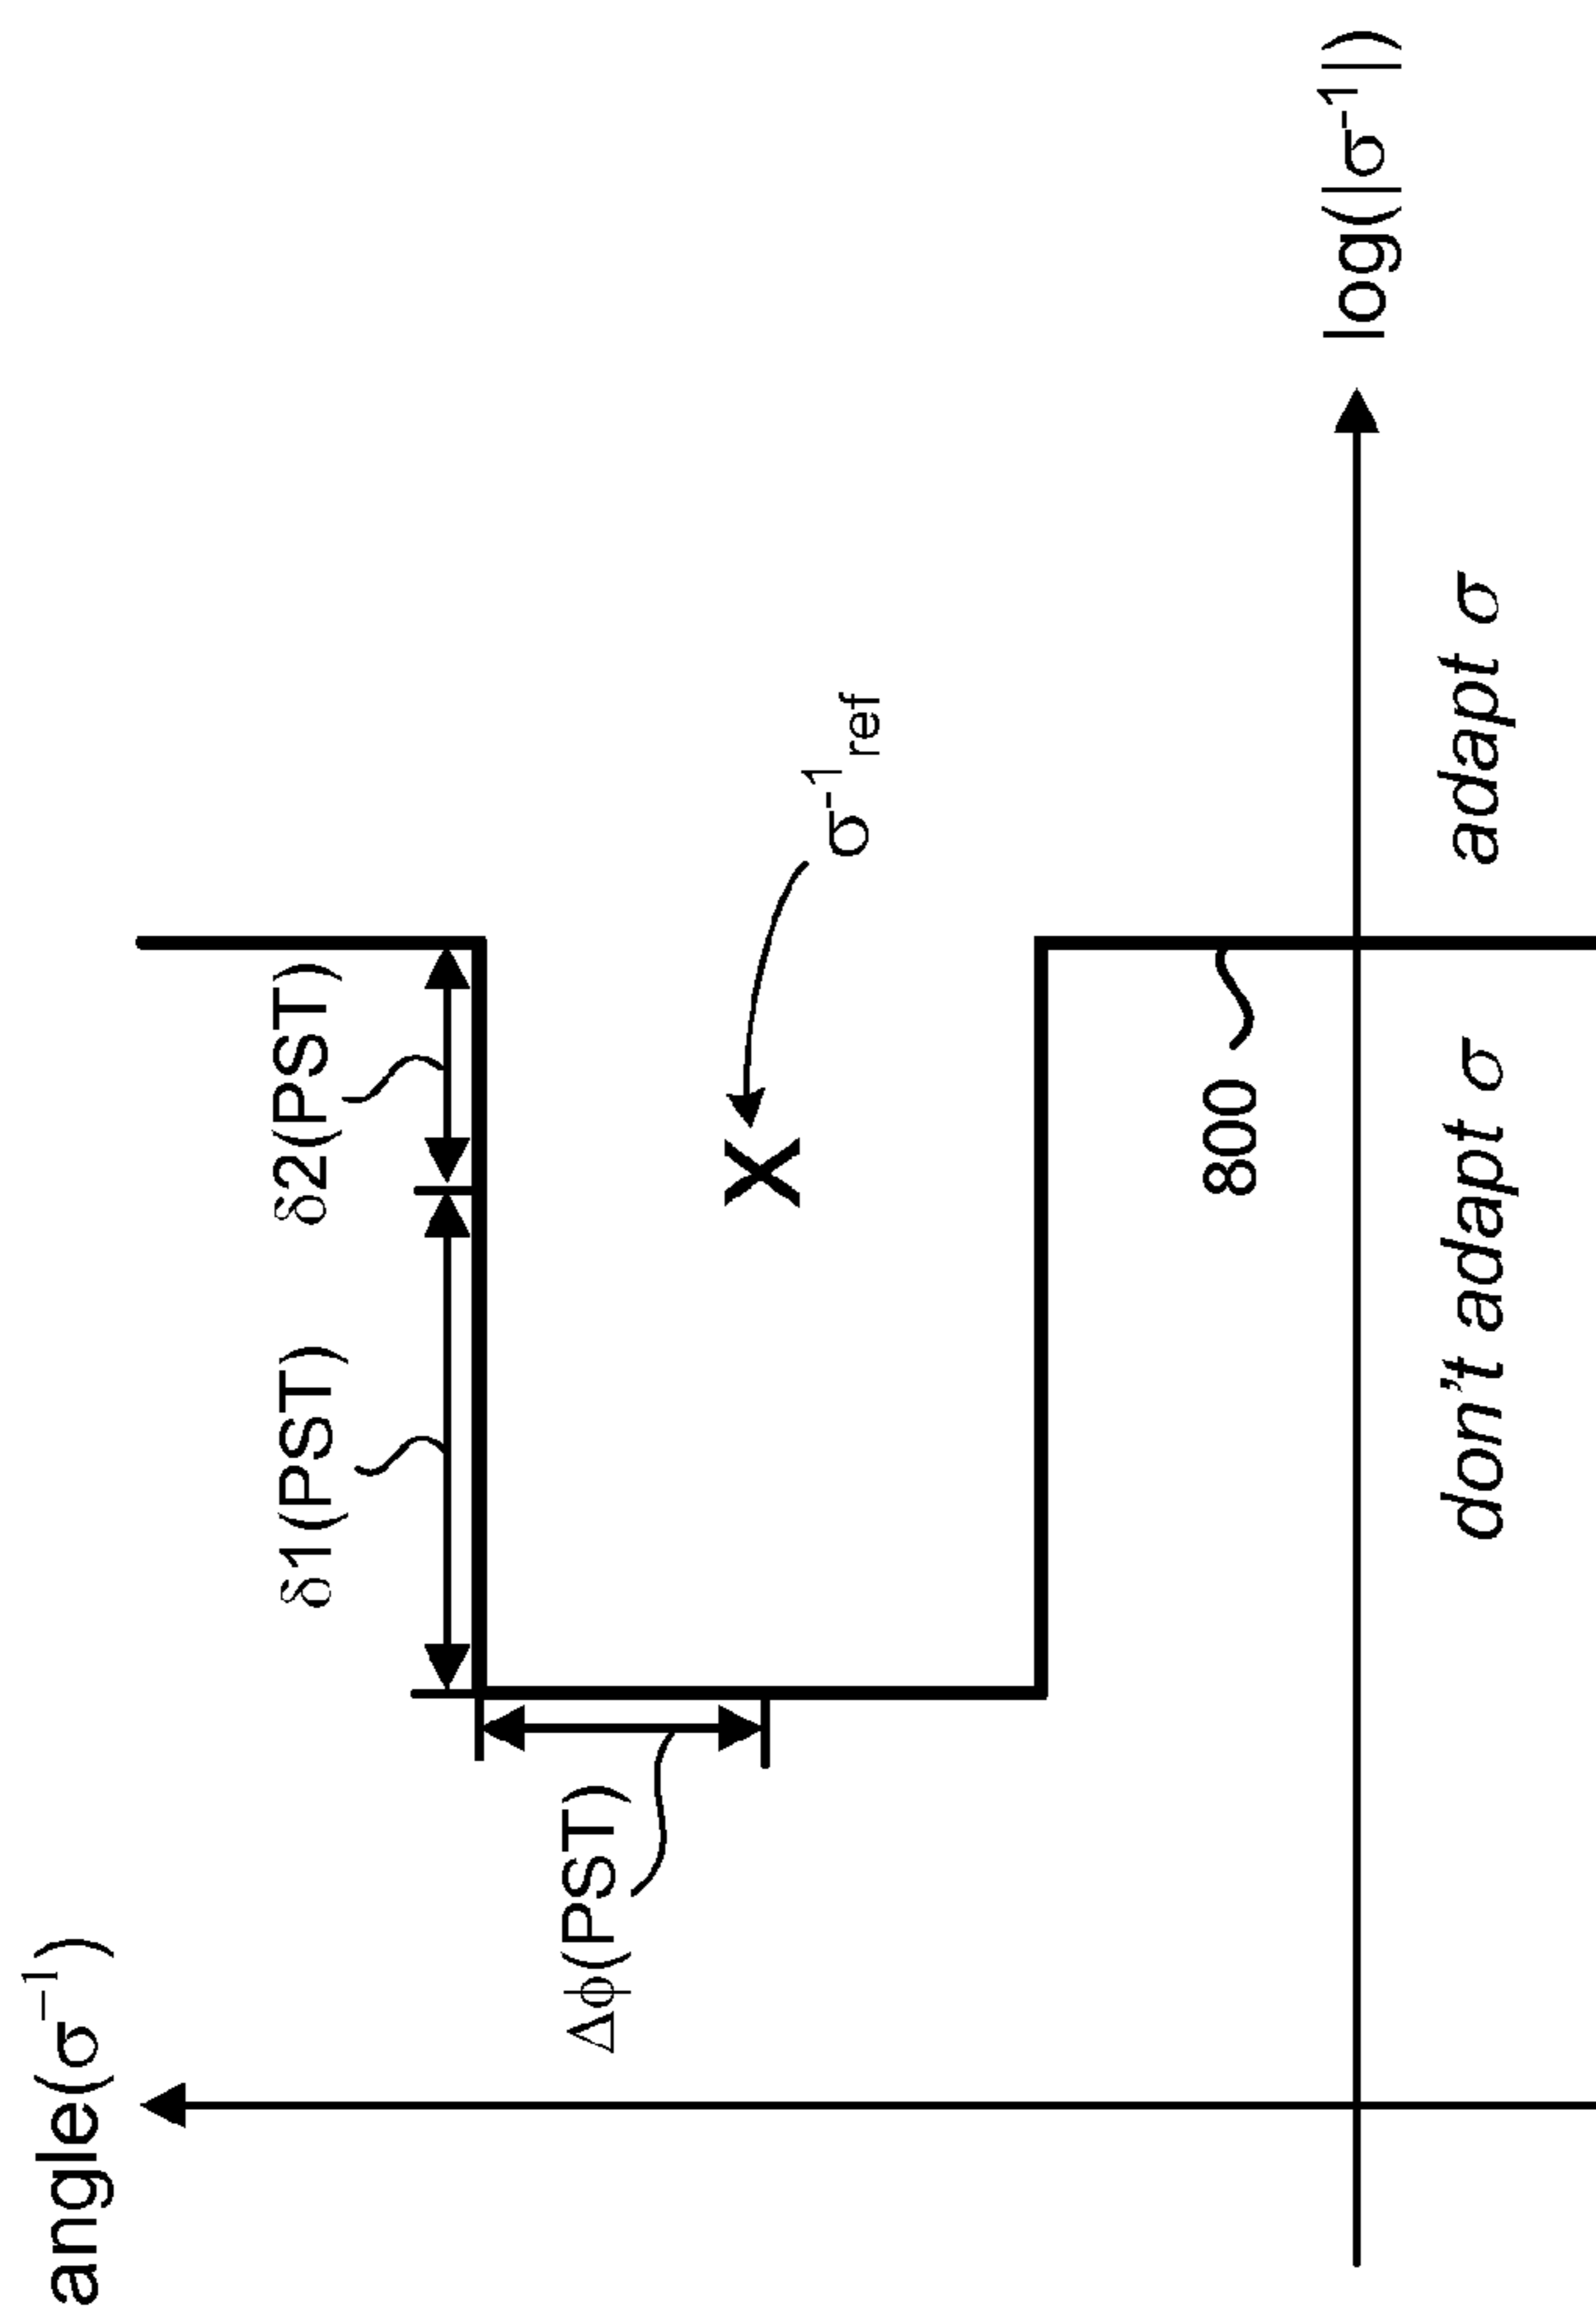 angle(σ⁻¹)
δ1(PST)
δ2(PST)
Δϕ(PST)
σ⁻¹ref
800
log(|σ⁻¹|)
don't adapt σ
adapt σ
X